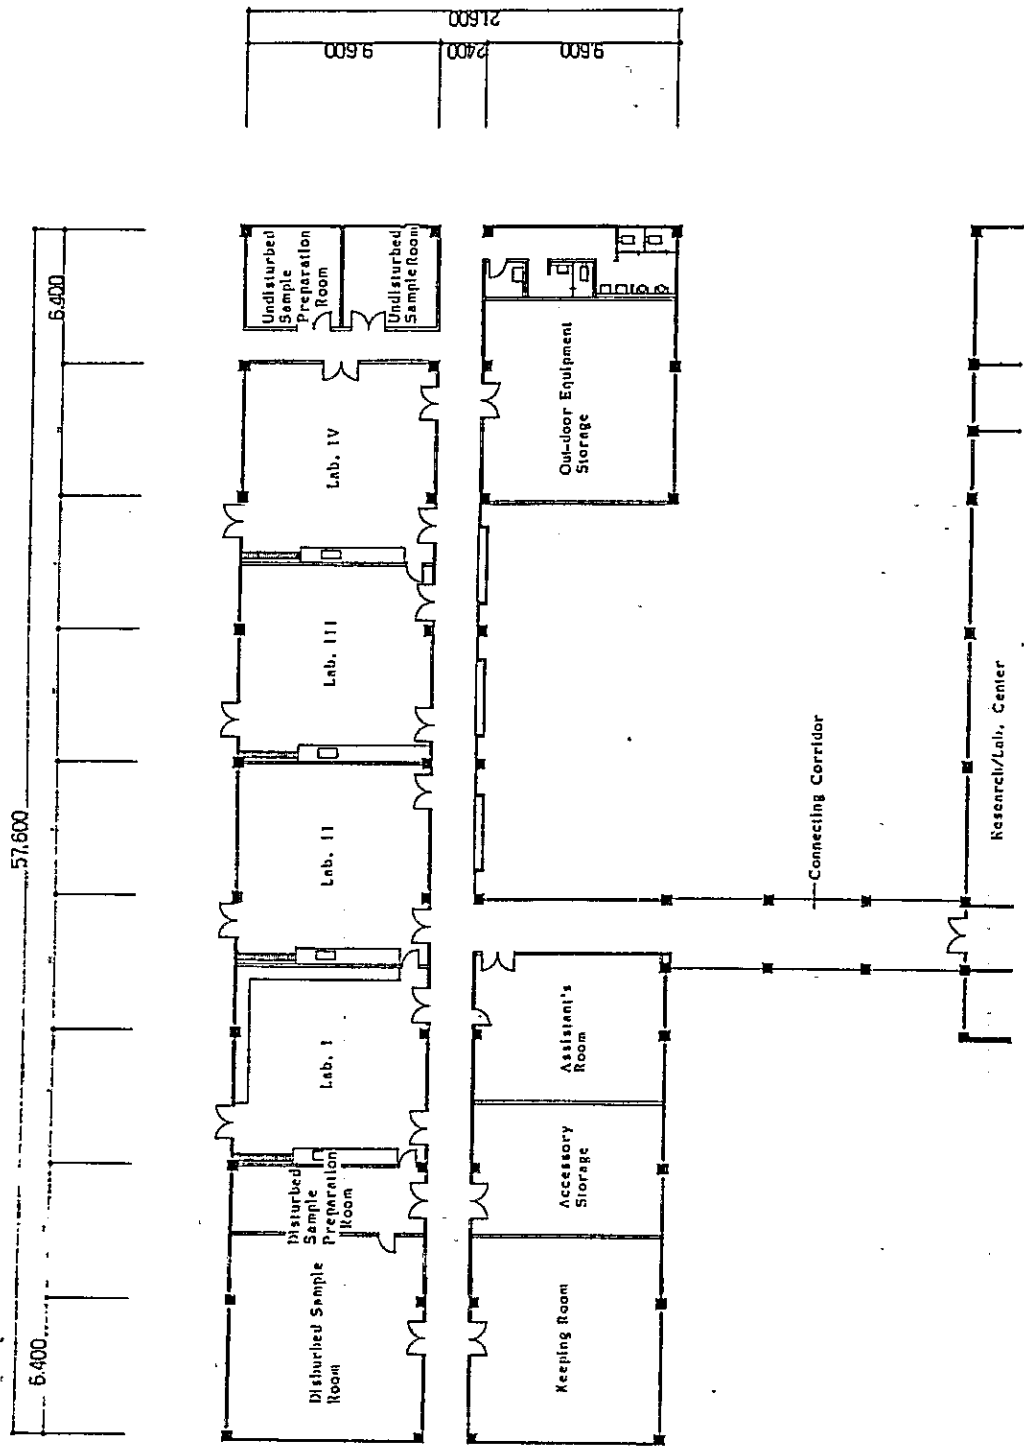 21.600
9.600
2400
9.600
57.600
6.400
6.400
Undisturbed
Sample
Preparation
Room
Undisturbed
Sample Room
Lab. IV
Lab. III
Lab. II
Lab. I
Disturbed
Sample
Preparation
Room
Disburbed Sample
Room
Out-door Equipment
Storage
Assistant's
Room
Accessory
Storage
Keeping Room
Connecting Corridor
Research/Lab. Center